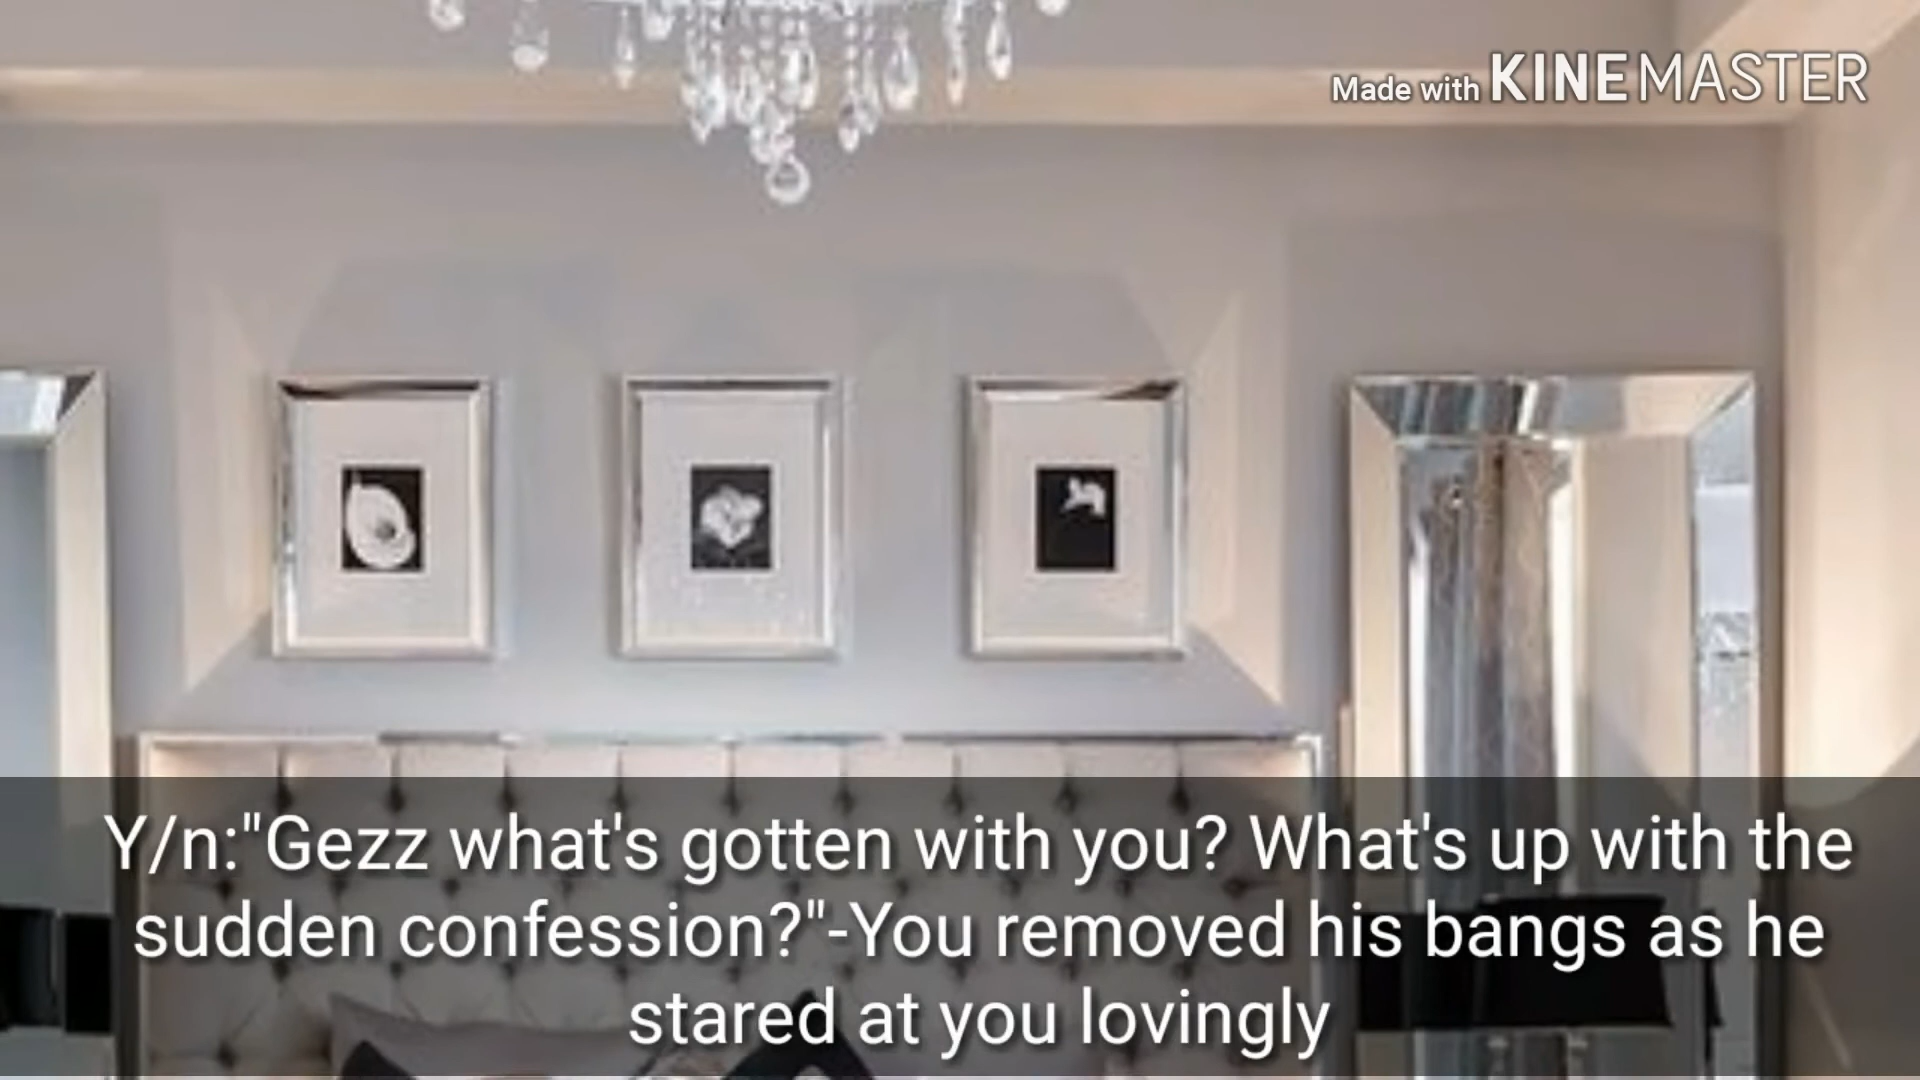 Made with KINEMASTER
Y/n:"Gezz what's gotten with you? What's up with the
sudden confession?"-You removed his bangs as he
stared at you lovingly